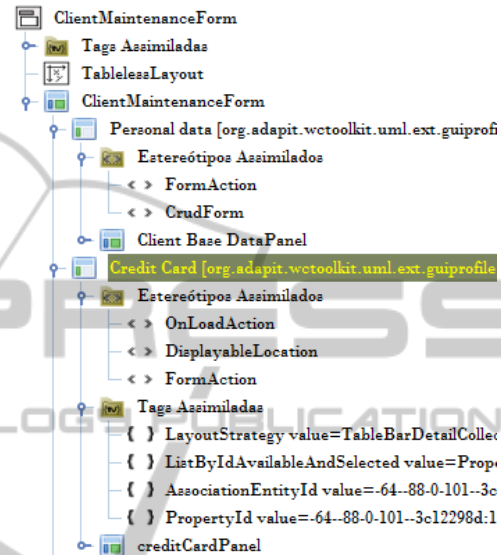 ClientMaintenanceForm
Tags Assimiladas
TablelessLayout
ClientMaintenanceForm
Personal data [org.adapit.wctoolkit.uml.ext.guiprofi
Estereótipos Assimilados
< > FormAction
< > CrudForm
Client Base DataPanel
Credit Card [org.adapit.wctoolkit.uml.ext.guiprofile
Estereótipos Assimilados
< > OnLoadAction
< > DisplayableLocation
< > FormAction
Tags Assimiladas
{ } LayoutStrategy value=TableBarDetailCollec
{ } ListByIdAvailableAndSelected value=Prope
{ } AssociationEntityId value=-64--88-0-101--3c
{ } PropertyId value=-64--88-0-101--3c12298d:1
creditCardPanel